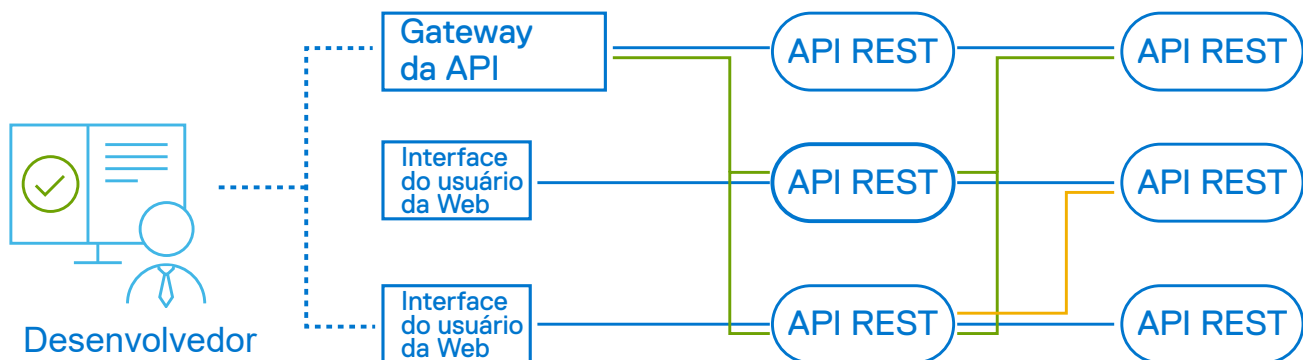 Gateway
da API
API REST
API REST
Interface
do usuário
da Web
API REST
API REST
Interface
do usuário
da Web
API REST
API REST
Desenvolvedor